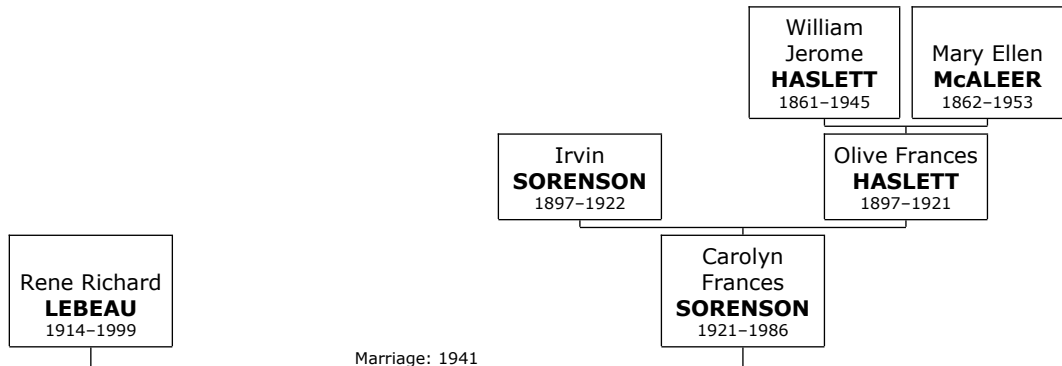 William
Jerome
HASLETT
1861–1945
Mary Ellen
McALEER
1862–1953
Irvin
SORENSON
1897–1922
Olive Frances
HASLETT
1897–1921
Rene Richard
LEBEAU
1914–1999
Carolyn
Frances
SORENSON
1921–1986
Marriage: 1941